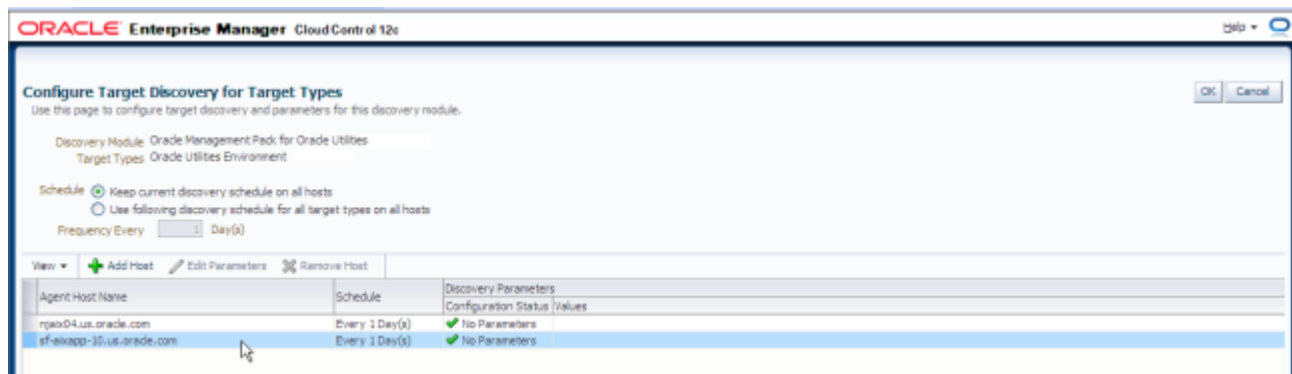 ORACLE Enterprise Manager Cloud Control 12c
Help
Configure Target Discovery for Target Types
OK Cancel
Use this page to configure target discovery and parameters for this discovery module.
Discovery Module Oracle Management Pack for Oracle Utilities
Target Types Oracle Utilities Environment
Schedule Keep current discovery schedule on all hosts
Use following discovery schedule for all target types on all hosts
Frequency Every 1 Day(s)
View Add Host Edit Parameters Remove Host
Agent Host Name Schedule Discovery Parameters
Configuration Status Values
njaix04.us.oracle.com Every 1 Day(s) No Parameters
sf-aixapp-10.us.oracle.com Every 1 Day(s) No Parameters